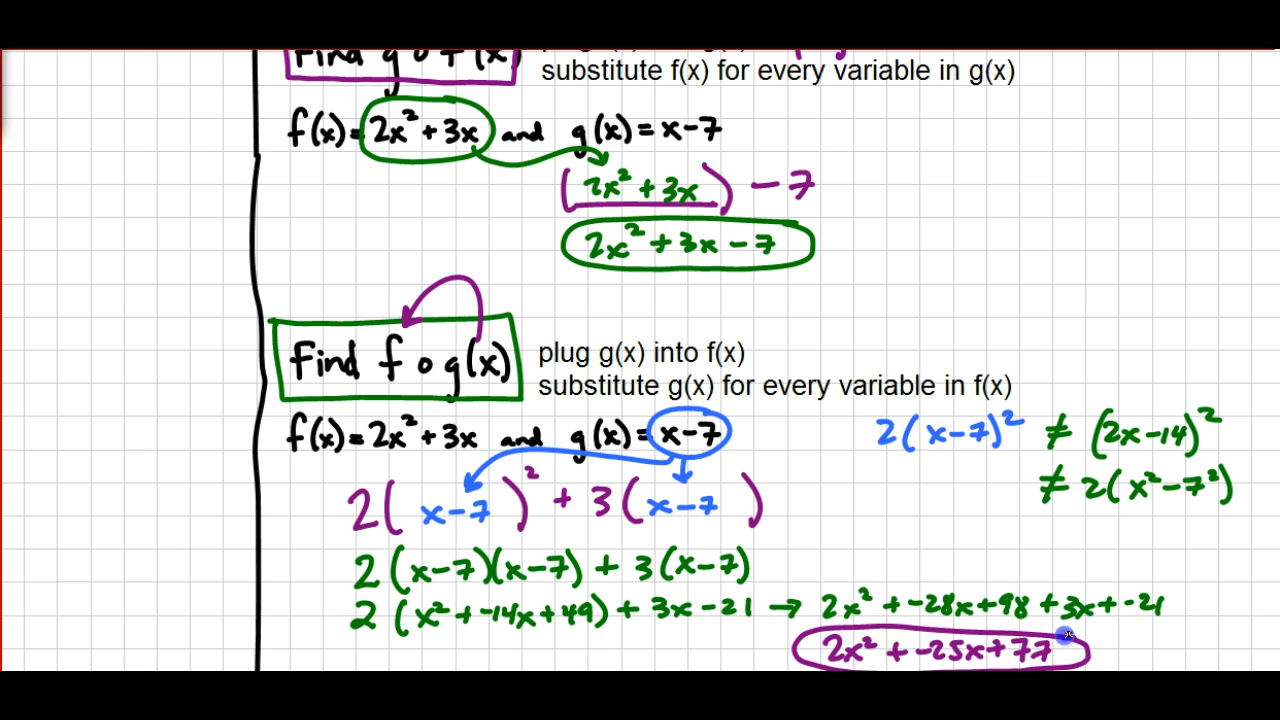 Find g o f(x)
substitute f(x) for every variable in g(x)
f(x)=2x²+3x and g(x)=x-7
(2x²+3x)-7
2x²+3x-7
Find f o g(x)
plug g(x) into f(x)
substitute g(x) for every variable in f(x)
f(x)=2x²+3x and g(x)=x-7
2(x-7)²+3(x-7)
2(x-7)² ≠ (2x-14)²
≠ 2(x²-7²)
2(x-7)(x-7)+3(x-7)
2(x²+-14x+49)+3x-21 → 2x²+-28x+98+3x+-21
2x²+-25x+77